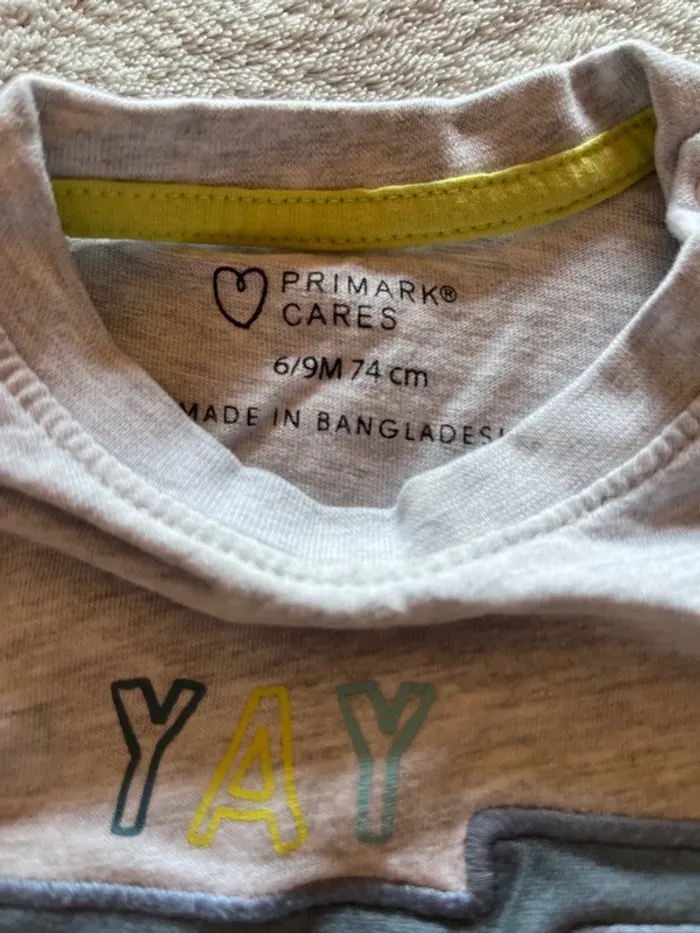 PRIMARK®
CARES
6/9M 74 cm
MADE IN BANGLADESH
YAY